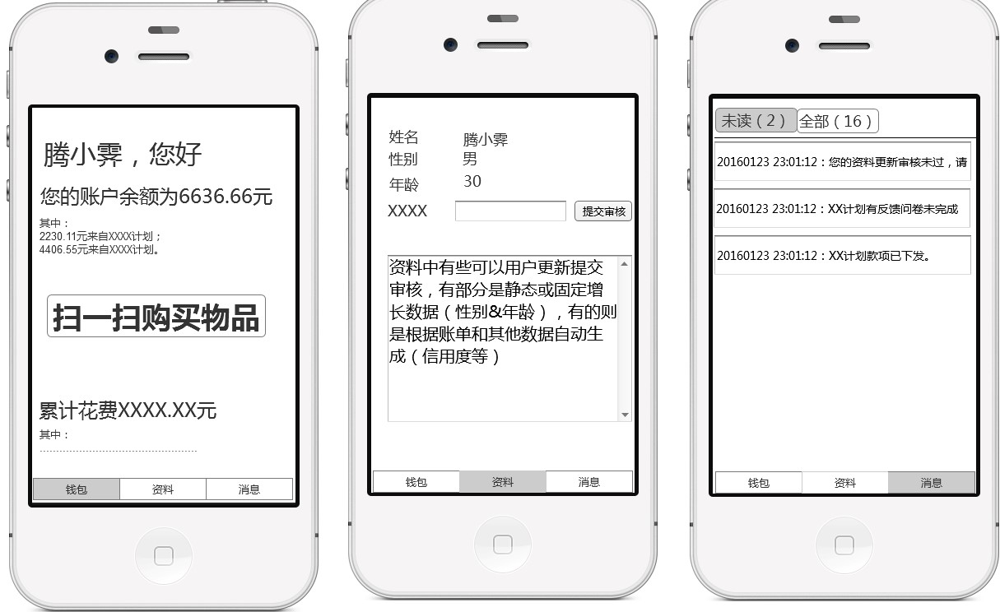 腾小霁，您好
您的账户余额为6636.66元
其中：
2230.11元来自XXXX计划；
4406.55元来自XXXX计划。
扫一扫购买物品
累计花费XXXX.XX元
其中：
钱包 资料 消息
姓名 腾小霁
性别 男
年龄 30
XXXX 提交审核
资料中有些可以用户更新提交
审核，有部分是静态或固定增
长数据（性别&年龄），有的则
是根据账单和其他数据自动生
成（信用度等）
钱包 资料 消息
未读（2） 全部（16）
20160123 23:01:12：您的资料更新审核未过，请
20160123 23:01:12：XX计划有反馈问卷未完成
20160123 23:01:12：XX计划款项已下发。
钱包 资料 消息